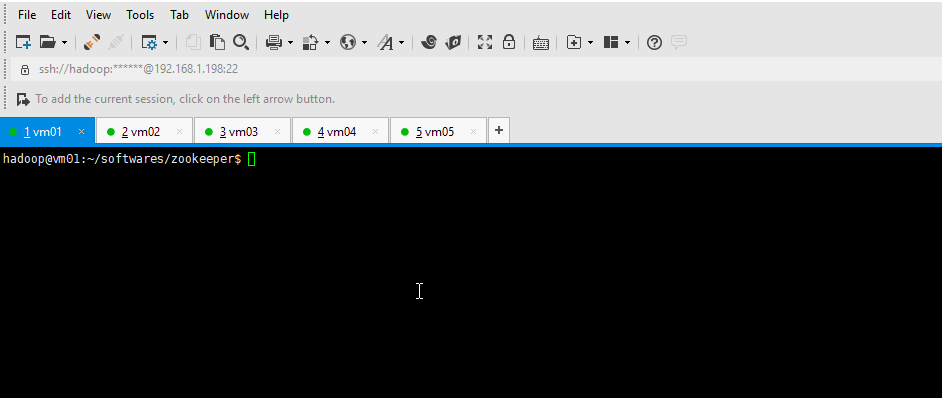 File Edit View Tools Tab Window Help
ssh://hadoop:******@192.168.1.198:22
To add the current session, click on the left arrow button.
1 vm01 × 2 vm02 × 3 vm03 × 4 vm04 × 5 vm05 × +
hadoop@vm01:~/softwares/zookeeper$